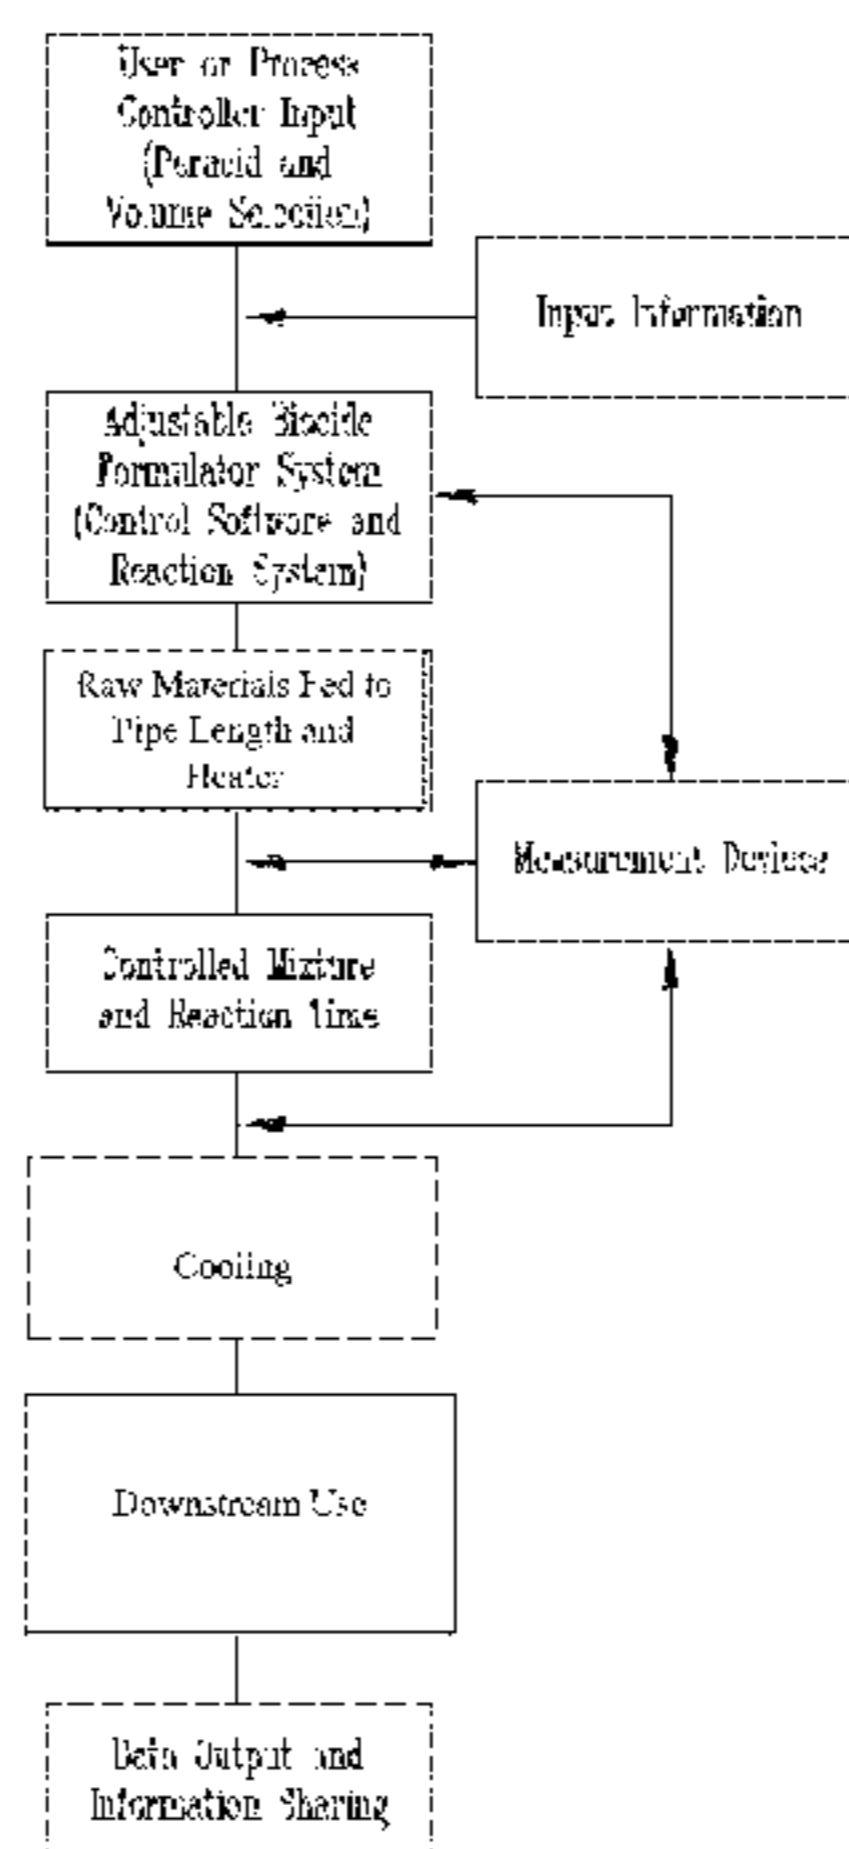 User or Process
Controller Input
(Peracid and
Volume Selection)
Input Information
Adjustable Biocide
Formulator System
(Control Software and
Reaction System)
Raw Materials Fed to
Pipe Length and
Heater
Measurement Devices
Controlled Mixture
and Reaction Time
Cooling
Downstream Use
Data Output and
Information Sharing